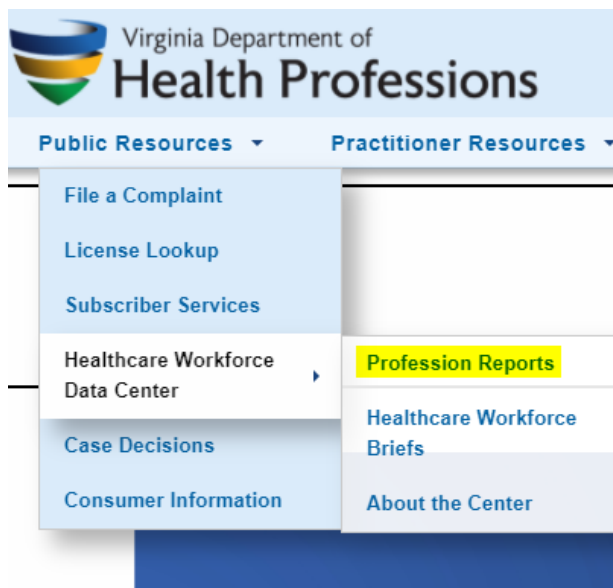 Virginia Department of
Health Professions
Public Resources
Practitioner Resources
File a Complaint
License Lookup
Subscriber Services
Healthcare Workforce
Data Center
Case Decisions
Consumer Information
Profession Reports
Healthcare Workforce
Briefs
About the Center